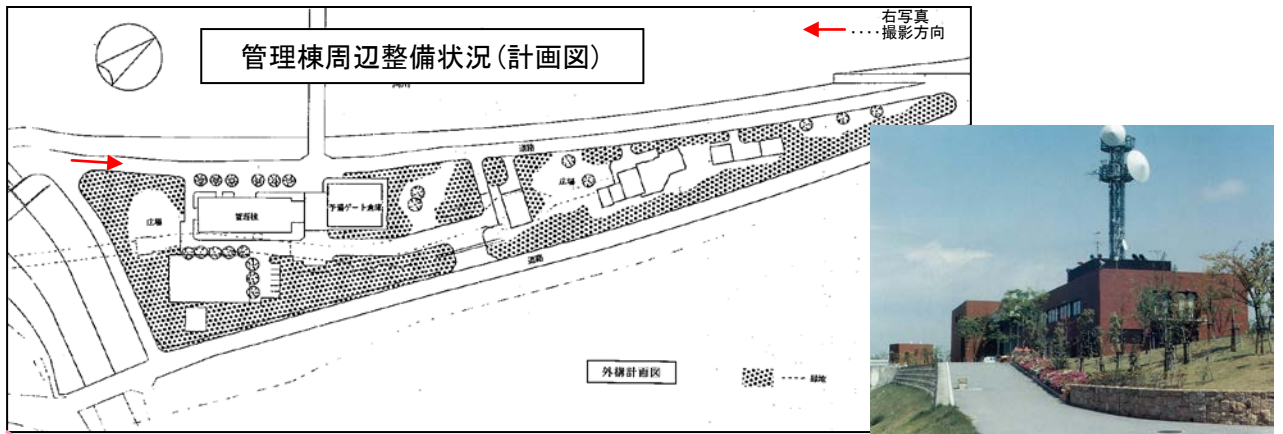 右写真
・・・・撮影方向
管理棟周辺整備状況(計画図)
道路
広場
広場
管理棟
予備ゲート倉庫
道路
外構計画図
緑地